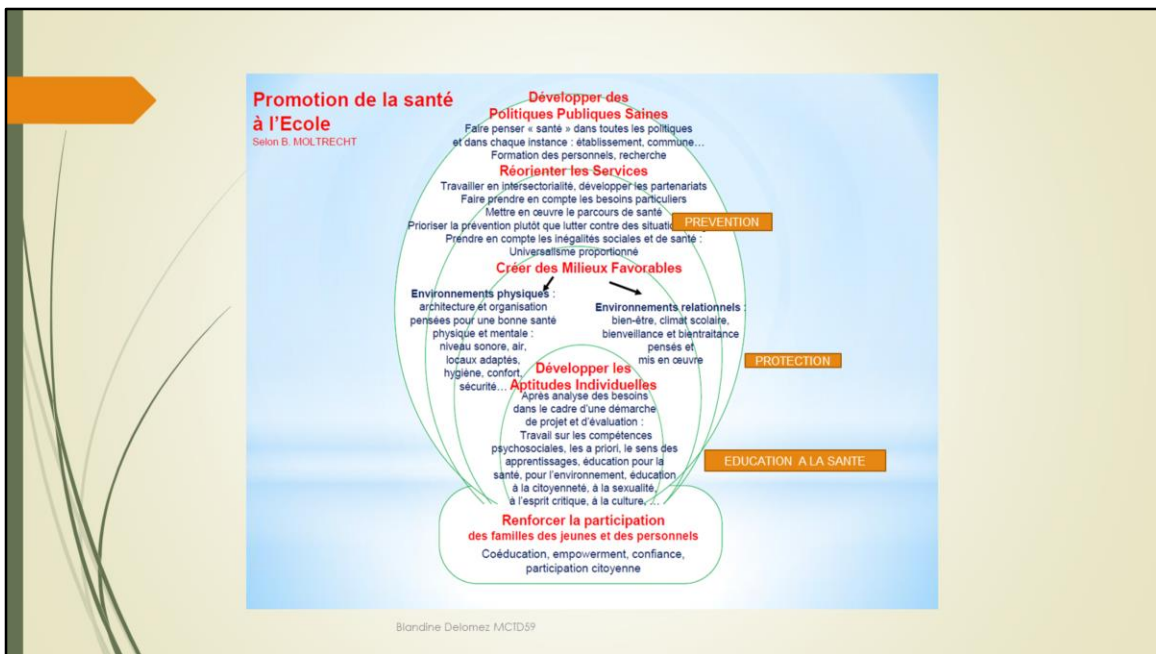 Promotion de la santé
à l'Ecole
Selon B. MOLTRECHT
Développer des
Politiques Publiques Saines
Faire penser « santé » dans toutes les politiques
et dans chaque instance : établissement, commune…
Formation des personnels, recherche
Réorienter les Services
Travailler en intersectorialité, développer les partenariats
Faire prendre en compte les besoins particuliers
Mettre en œuvre le parcours de santé
Prioriser la prévention plutôt que lutter contre des situatio
PREVENTION
Prendre en compte les inégalités sociales et de santé :
Universalisme proportionné
Créer des Milieux Favorables
Environnements physiques :
architecture et organisation
pensées pour une bonne santé
physique et mentale :
niveau sonore, air,
locaux adaptés,
hygiène, confort,
sécurité…
Environnements relationnels :
bien-être, climat scolaire,
bienveillance et bientraitance
pensés et
mis en œuvre
PROTECTION
Développer les
Aptitudes Individuelles
Après analyse des besoins
dans le cadre d'une démarche
de projet et d'évaluation :
Travail sur les compétences
psychosociales, les a priori, le sens des
apprentissages, éducation pour la
santé, pour l'environnement, éducation
à la citoyenneté, à la sexualité,
à l'esprit critique, à la culture, …
EDUCATION A LA SANTE
Renforcer la participation
des familles des jeunes et des personnels
Coéducation, empowerment, confiance,
participation citoyenne
Blandine Delomez MCTD59